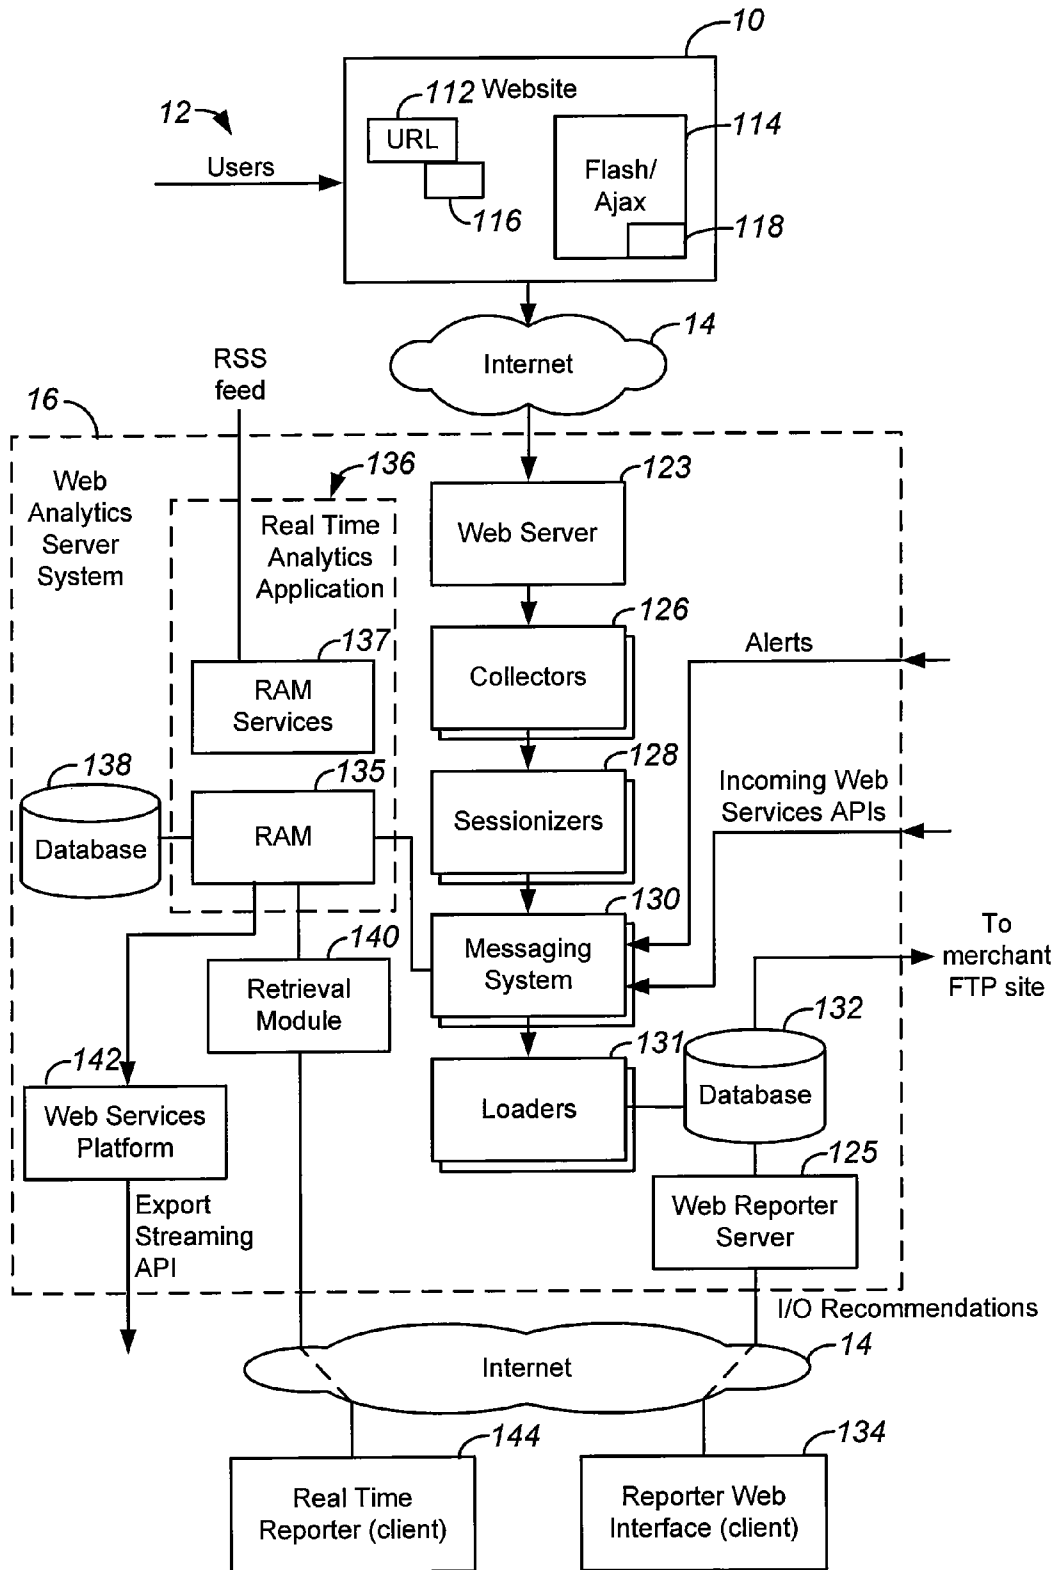 10
112 Website
12
URL
114
Users
Flash/
Ajax
116
118
14
Internet
RSS
feed
16
123
136
Web
Analytics
Server
System
Real Time
Analytics
Application
Web Server
126
137
Alerts
Collectors
RAM
Services
138
135
128
Incoming Web
Services APIs
Sessionizers
Database
RAM
130
To
merchant
FTP site
140
Messaging
System
Retrieval
Module
132
142
131
Database
Web Services
Platform
Loaders
125
Export
Streaming
API
Web Reporter
Server
I/O Recommendations
14
Internet
144
134
Real Time
Reporter (client)
Reporter Web
Interface (client)